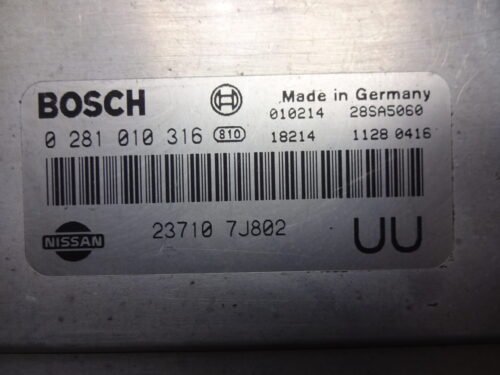 BOSCH Made in Germany
010214 28SA5060
0 281 010 316 810 18214 1128 0416
NISSAN 23710 7J802 UU